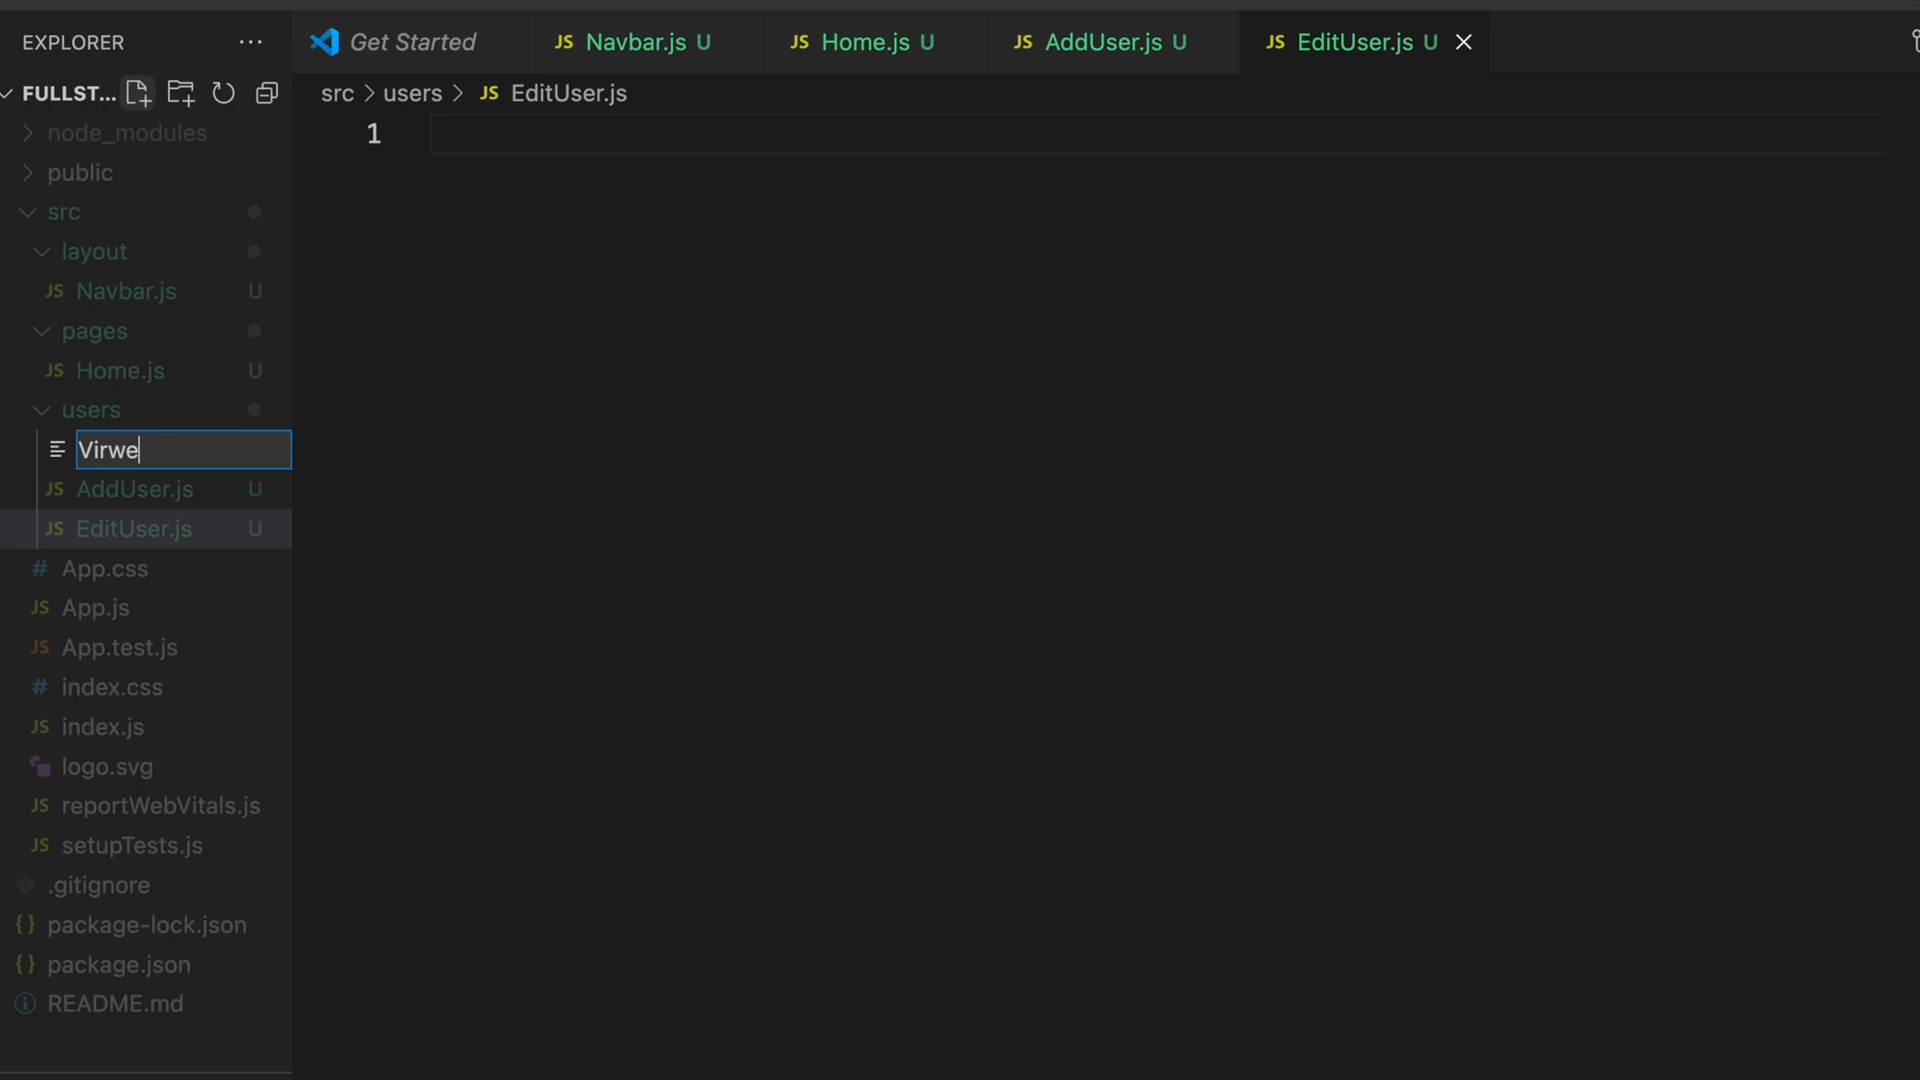 EXPLORER
Get Started
JS Navbar.js U
JS Home.js U
JS AddUser.js U
JS EditUser.js U
FULLST...
src > users > JS EditUser.js
1
node_modules
public
src
layout
JS Navbar.js U
pages
JS Home.js U
users
Virwe
JS AddUser.js U
JS EditUser.js U
# App.css
JS App.js
JS App.test.js
# index.css
JS index.js
logo.svg
JS reportWebVitals.js
JS setupTests.js
.gitignore
{} package-lock.json
{} package.json
README.md